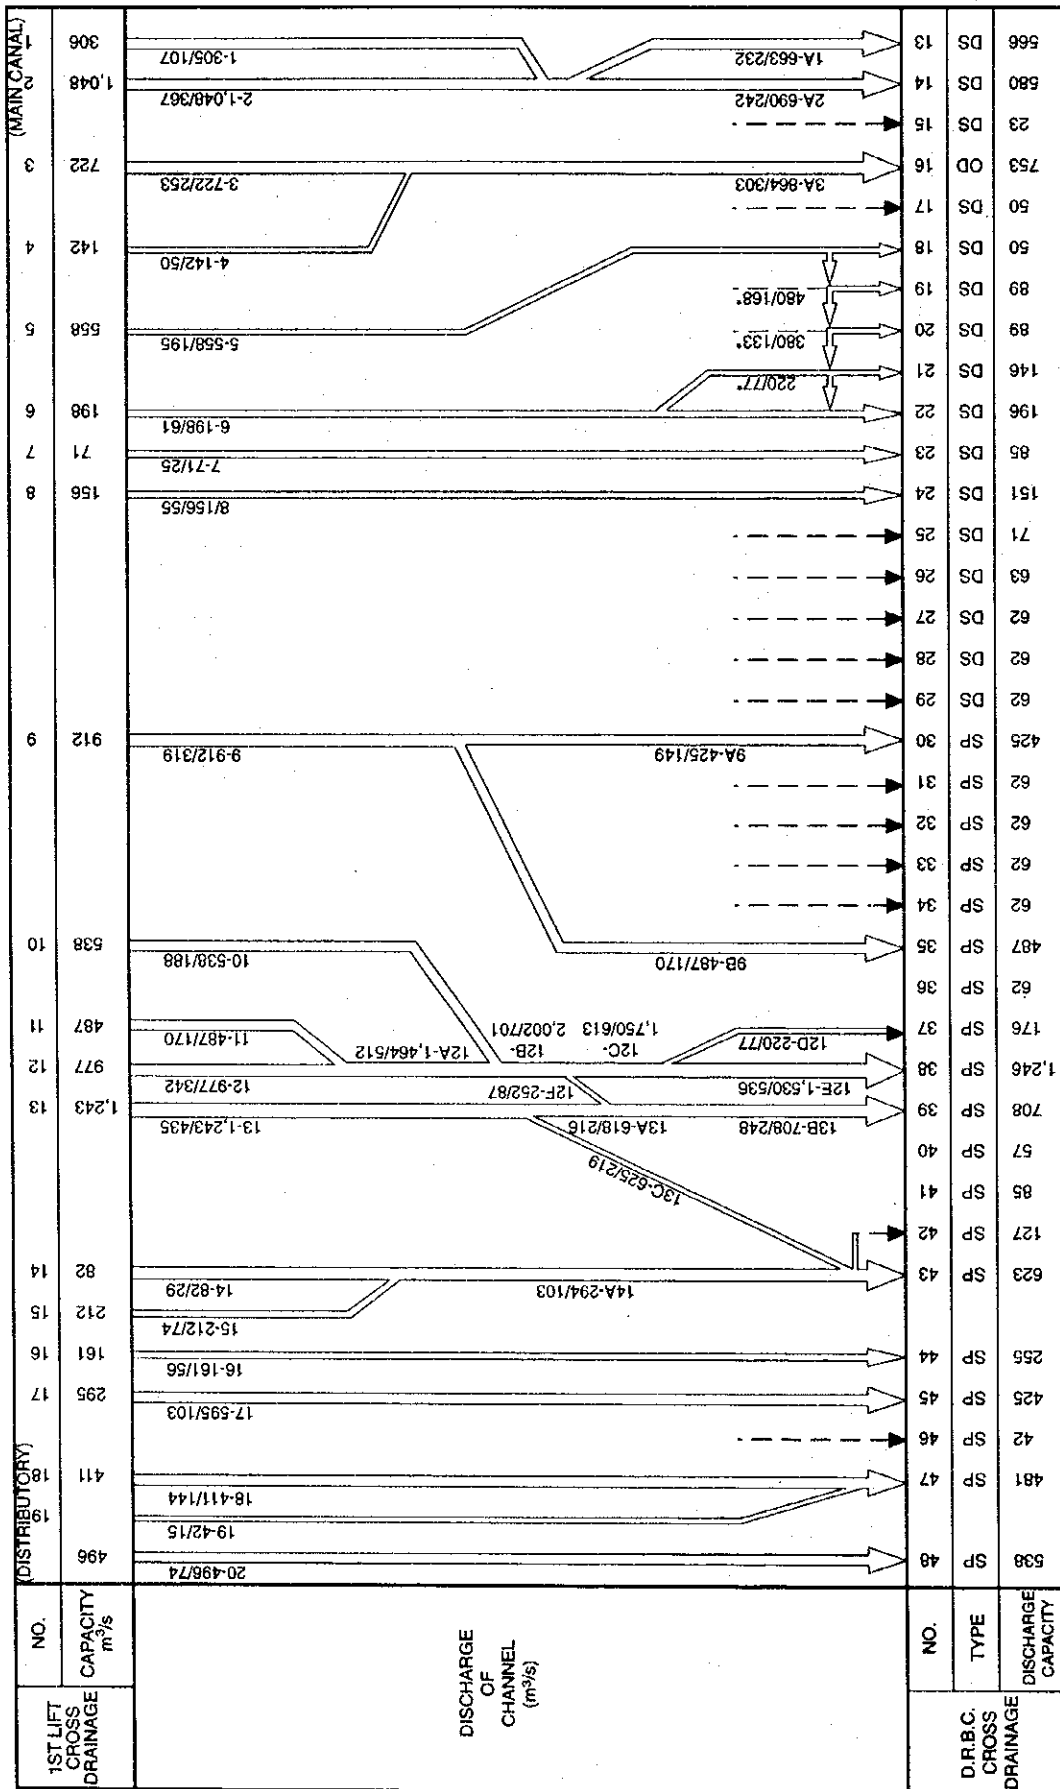 1ST LIFT CROSS DRAINAGE
NO.
CAPACITY m³/s
DISCHARGE OF CHANNEL (m³/s)
D.R.B.C. CROSS DRAINAGE
NO.
TYPE
DISCHARGE CAPACITY
(MAIN CANAL)
1 306 1-305/107 1A-663/232 13 DS 566
2 1,048 2-1,048/367 2A-690/242 14 DS 580
15 DS 23
3 722 3-722/253 3A-864/303 16 OD 753
17 DS 50
4 142 4-142/50 18 DS 50
480/168* 19 DS 89
5 558 5-558/195 380/133* 20 DS 89
220/77* 21 DS 146
6 198 6-198/61 22 DS 196
7 71 7-71/25 23 DS 85
8 156 8/156/55 24 DS 151
25 DS 71
26 DS 63
27 DS 62
28 DS 62
29 DS 62
9 912 9-912/319 9A-425/149 30 SP 425
31 SP 62
32 SP 62
33 SP 62
34 SP 62
10 538 10-538/188 9B-487/170 35 SP 487
36 SP 62
11 487 11-487/170 12A-1,464/512 12B-2,002/701 12C-1,750/613 12D-220/77 37 SP 176
12 977 12-977/342 12F-252/87 12E-1,530/536 38 SP 1,246
13 1,243 13-1,243/435 13A-618/216 13B-708/248 39 SP 708
40 SP 57
13C-625/219 41 SP 85
42 SP 127
14 82 14-82/29 14A-294/103 43 SP 623
15 212 15-212/74
16 161 16-161/56 44 SP 255
17 295 17-595/103 45 SP 425
46 SP 42
18 411 18-411/144 47 SP 481
19 19-42/15
496 20-496/74 48 SP 538
(DISTRIBUTORY)